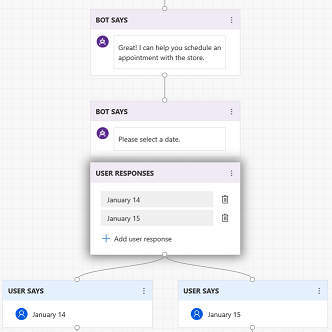 BOT SAYS
Great! I can help you schedule an
appointment with the store.
BOT SAYS
Please select a date.
USER RESPONSES
January 14
January 15
Add user response
USER SAYS
January 14
USER SAYS
January 15